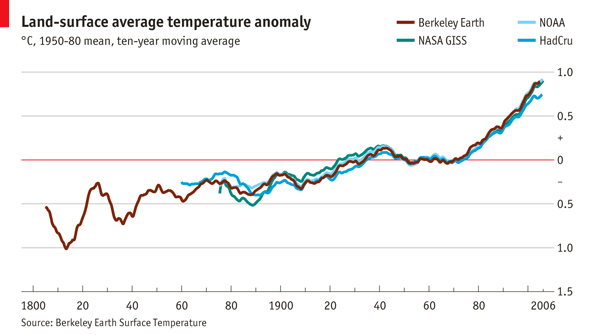 Land-surface average temperature anomaly
°C, 1950-80 mean, ten-year moving average
Berkeley Earth
NOAA
NASA GISS
HadCru
1.0
0.5
+
0
–
0.5
1.0
1.5
1800 20 40 60 80 1900 20 40 60 80 2006
Source: Berkeley Earth Surface Temperature